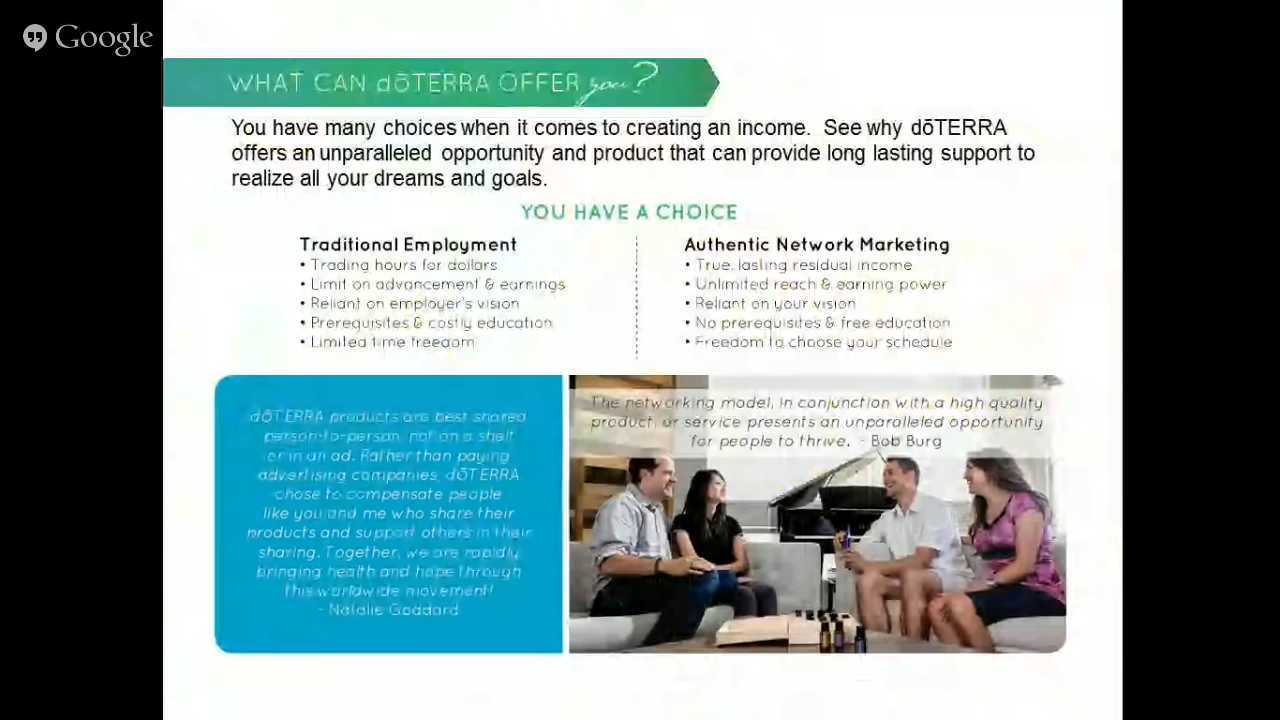 Google
WHAT CAN dōTERRA OFFER you?
You have many choices when it comes to creating an income. See why dōTERRA
offers an unparalleled opportunity and product that can provide long lasting support to
realize all your dreams and goals.
YOU HAVE A CHOICE
Traditional Employment
• Trading hours for dollars
• Limit on advancement & earnings
• Reliant on employer's vision
• Prerequisites & costly education
• Limited time freedom
Authentic Network Marketing
• True, lasting residual income
• Unlimited reach & earning power
• Reliant on your vision
• No prerequisites & free education
• Freedom to choose your schedule
dōTERRA products are best shared
person-to-person, not on a shelf
or in an ad. Rather than paying
advertising companies, dōTERRA
chose to compensate people
like you and me who share their
products and support others in their
sharing. Together, we are rapidly
bringing health and hope through
this worldwide movement!
- Natalie Goddard
The networking model, in conjunction with a high quality
product, or service presents an unparalleled opportunity
for people to thrive. - Bob Burg